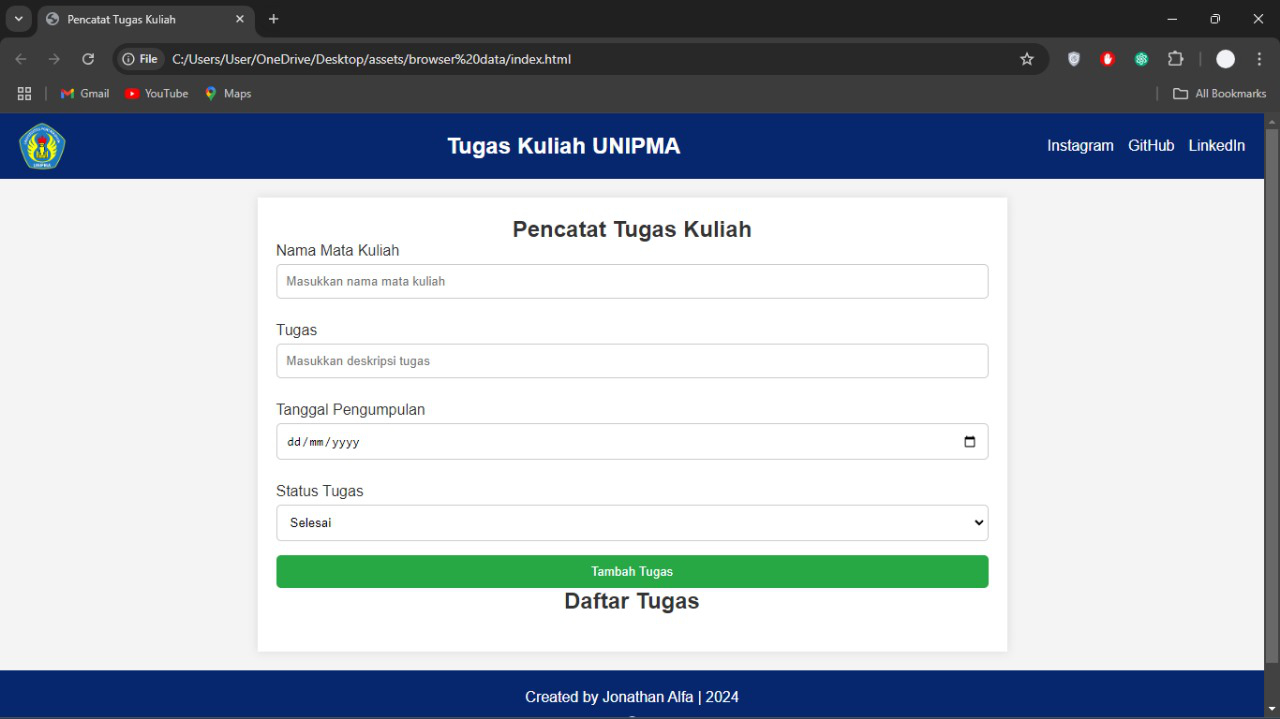 Pencatat Tugas Kuliah
File C:/Users/User/OneDrive/Desktop/assets/browser%20data/index.html
Gmail YouTube Maps All Bookmarks
UNIPMA
Tugas Kuliah UNIPMA
Instagram GitHub LinkedIn
Pencatat Tugas Kuliah
Nama Mata Kuliah
Masukkan nama mata kuliah
Tugas
Masukkan deskripsi tugas
Tanggal Pengumpulan
dd/mm/yyyy
Status Tugas
Selesai
Tambah Tugas
Daftar Tugas
Created by Jonathan Alfa | 2024